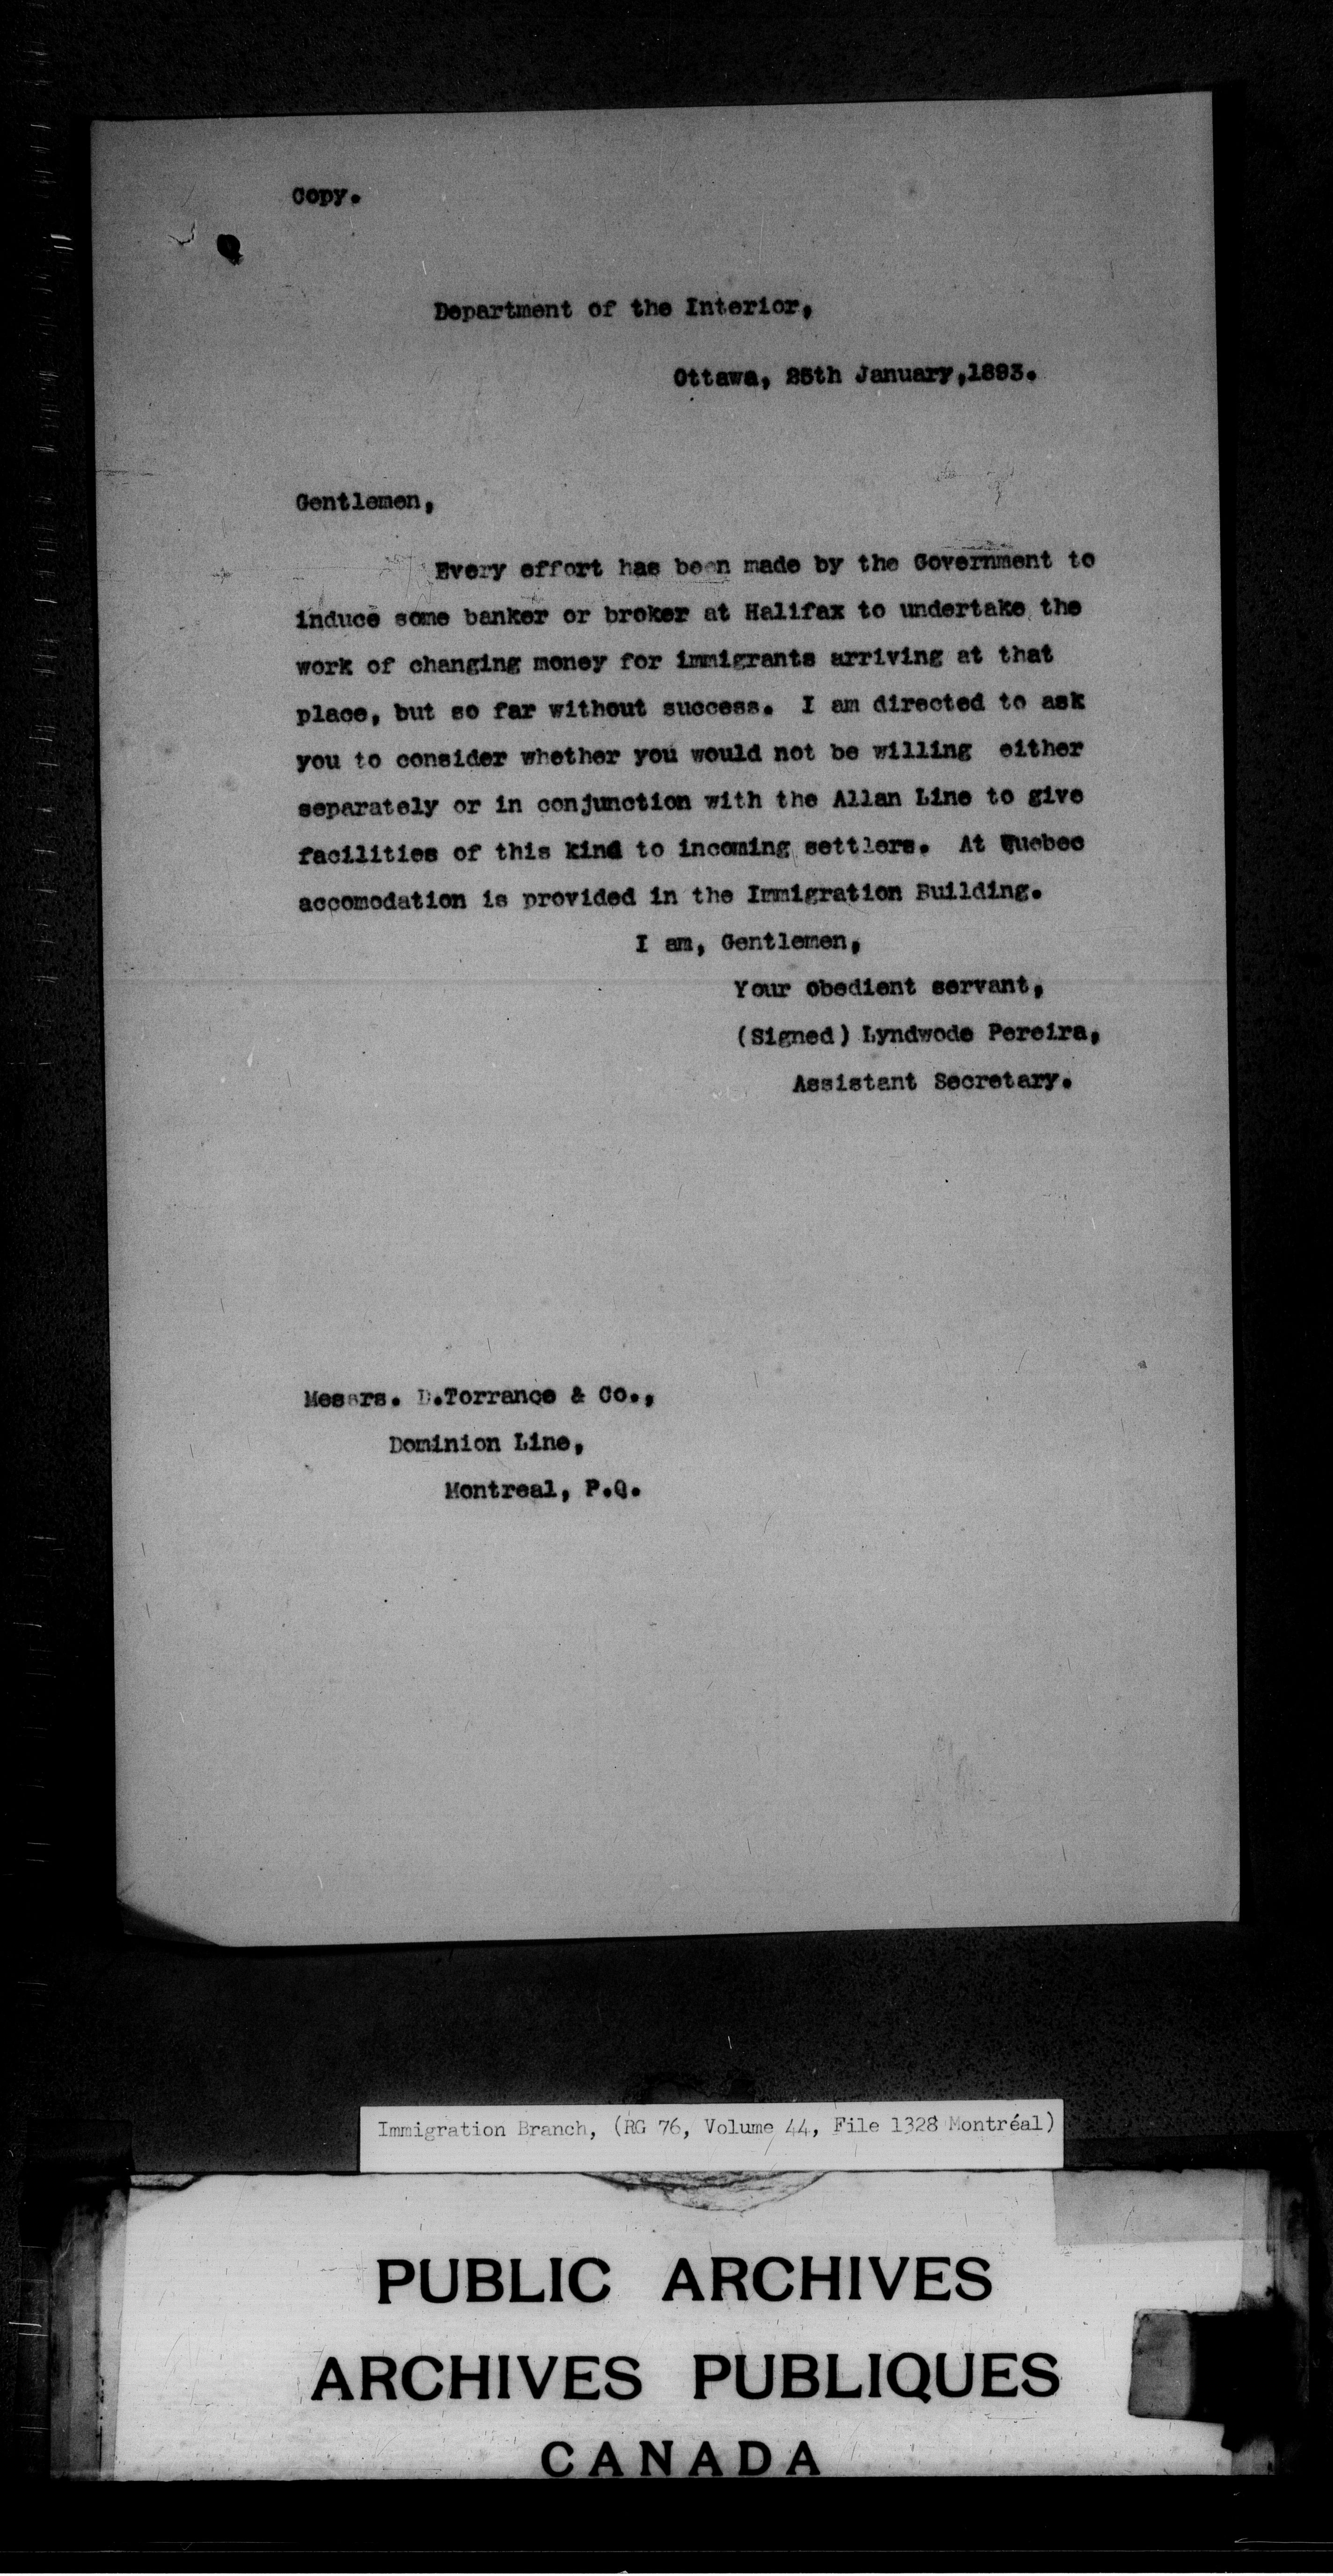 Copy.
Department of the Interior,
Ottawa, 25th January,1893.
Gentlemen,
Every effort has been made by the Government to
induce some banker or broker at Halifax to undertake the
work of changing money for immigrants arriving at that
place, but so far without success. I am directed to ask
you to consider whether you would not be willing either
separately or in conjunction with the Allan Line to give
facilities of this kind to incoming settlers. At Quebec
accomodation is provided in the Immigration Building.
I am, Gentlemen,
Your obedient servant,
(Signed) Lyndwode Pereira,
Assistant Secretary.
Messrs. D.Torrance & Co.,
Dominion Line,
Montreal, P.Q.
Immigration Branch, (RG 76, Volume 44, File 1328 Montréal)
PUBLIC ARCHIVES
ARCHIVES PUBLIQUES
CANADA